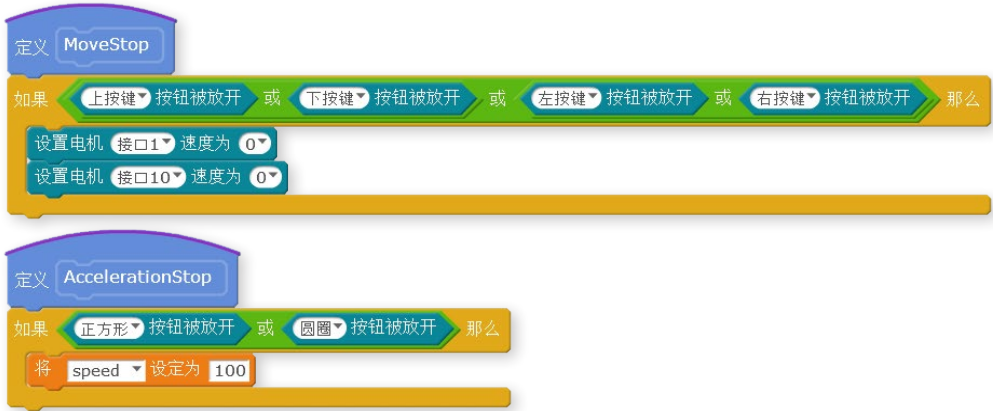 定义 MoveStop
如果 上按键 按钮被放开 或 下按键 按钮被放开 或 左按键 按钮被放开 或 右按键 按钮被放开 那么
设置电机 接口1 速度为 0
设置电机 接口10 速度为 0
定义 AccelerationStop
如果 正方形 按钮被放开 或 圆圈 按钮被放开 那么
将 speed 设定为 100